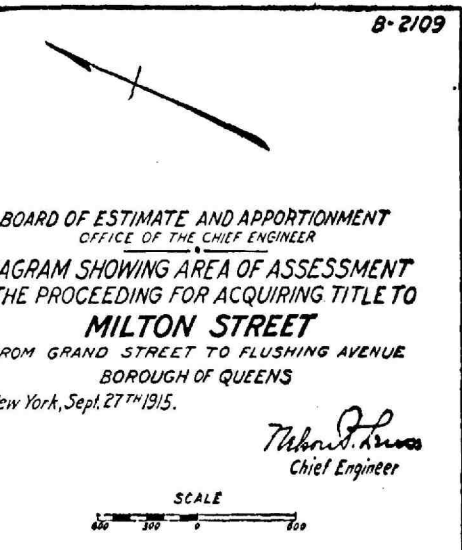 B-2109
BOARD OF ESTIMATE AND APPORTIONMENT
OFFICE OF THE CHIEF ENGINEER
AGRAM SHOWING AREA OF ASSESSMENT
THE PROCEEDING FOR ACQUIRING TITLE TO
MILTON STREET
ROM GRAND STREET TO FLUSHING AVENUE
BOROUGH OF QUEENS
ew York, Sept. 27TH 1915.
Chief Engineer
SCALE
600 300 0 600